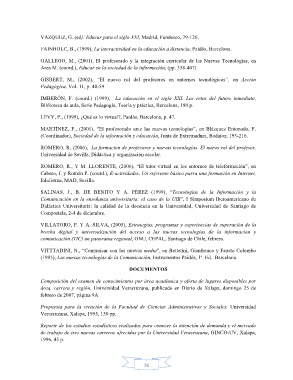 VAZQUEZ, G. (ed). Educar para el siglo XXI, Madrid, Fundesco, 79-126.
FAINHOLC, B., (1999), La interactividad en la educación a distancia, Paidós, Barcelona.
GALLEGO, M., (2001), El profesorado y la integración curricular de las Nuevas Tecnologías, en
Area M. (coord.), Educar en la sociedad de la información, (pp. 338-407)
GISBERT, M., (2002), "El nuevo rol del profesor en entornos tecnológicos", en Acción
Pedagógica, Vol. 11, p. 48-59
IMBERÓN, F. (coord.) (1999), La educación en el siglo XXI. Los retos del futuro inmediato,
Biblioteca de aula, Serie Pedagogía, Teoría y práctica, Barcelona, 199 p.
LEVY, P., (1999), ¿Qué es lo virtual?, Paidós, Barcelona, p. 47.
MARTÍNEZ, F., (2001), "El profesorado ante las nuevas tecnologías", en Blázquez Entonado, F.
(Coordinador), Sociedad de la información y educación, Junta de Extremadura, Badajoz, 195-216.
ROMERO, R., (2006), La formación de profesores y nuevas tecnologías. El nuevo rol del profesor,
Universidad de Sevilla, Didáctica y organización escolar.
ROMERO, R., Y M. LLORENTE, (2006), "El tutor virtual en los entornos de teleformación", en
Cabero, J. y Román P. (coord.), E-actividades. Un referente básico para la formación en Internet,
Eduforma, MAD, Sevilla.
SALINAS, J., B. DE BENITO Y A. PÉREZ (1999), "Tecnologías de la Información y la
Comunicación en la enseñanza universitaria: el caso de la UIB", I Simposium Iberoamericano de
Didáctica Universitaria: la calidad de la docencia en la Universidad, Universidad de Santiago de
Compostela, 2-4 de diciembre.
VILLATORO, P. Y A. SILVA, (2005), Estrategias, programas y experiencias de superación de la
brecha digital y universalización del acceso a las nuevas tecnologías de la información y
comunicación (TIC) un panorama regional, ONU, CEPAL, Santiago de Chile, febrero.
VITTADINI, N., "Comunicar con los nuevos media", en Bettetini, Gianfranco y Fausto Colombo
(1995), Las nuevas tecnologías de la Comunicación, Instrumentos Paidós,
Barcelona.
DOCUMENTOS
Composición del examen de conocimientos por área académica y oferta de lugares disponibles por
área, carrera y región, Universidad Veracruzana, publicado en Diario de Xalapa, domingo 25 de
febrero de 2007, página 9A
Propuesta para la creación de la Facultad de Ciencias Administrativas y Sociales. Universidad
Veracruzana, Xalapa, 1995, 150 pp.
Reporte de los estudios estadísticos realizados para conocer la intención de demanda y el mercado
de trabajo de tres nuevas carreras ofrecidas por la Universidad Veracruzana, GINCO-UV, Xalapa,
1996, 45 p.